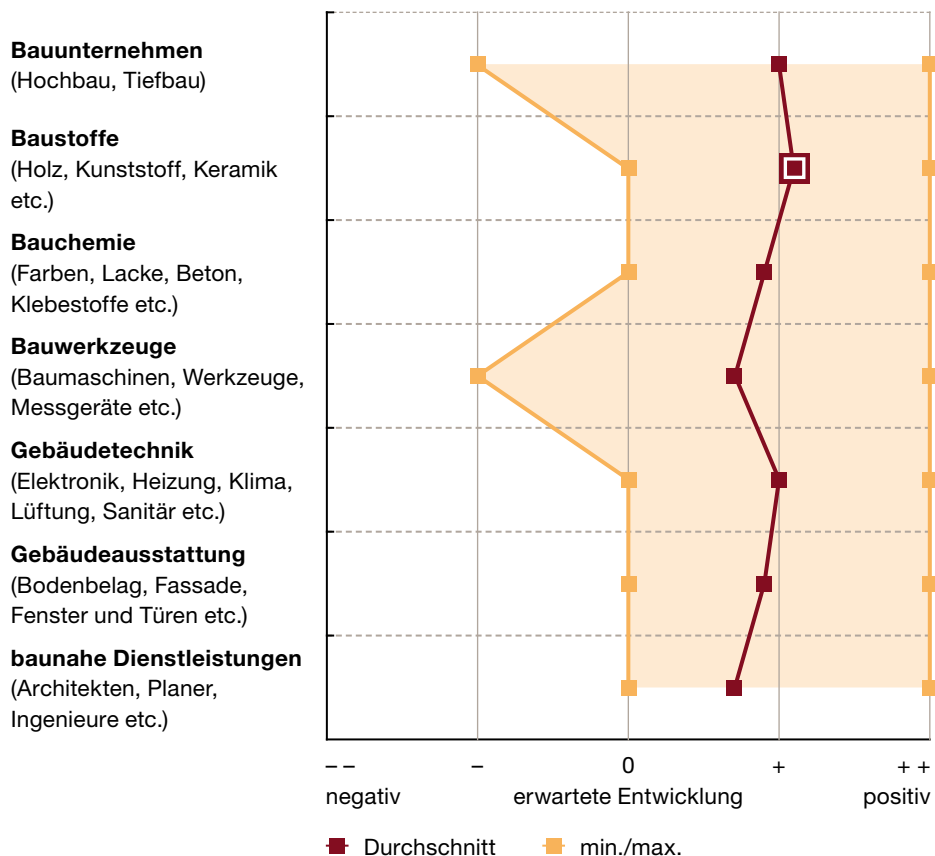 Bauunternehmen
(Hochbau, Tiefbau)
Baustoffe
(Holz, Kunststoff, Keramik
etc.)
Bauchemie
(Farben, Lacke, Beton,
Klebestoffe etc.)
Bauwerkzeuge
(Baumaschinen, Werkzeuge,
Messgeräte etc.)
Gebäudetechnik
(Elektronik, Heizung, Klima,
Lüftung, Sanitär etc.)
Gebäudeausstattung
(Bodenbelag, Fassade,
Fenster und Türen etc.)
baunahe Dienstleistungen
(Architekten, Planer,
Ingenieure etc.)
– – – 0 + + +
negativ erwartete Entwicklung positiv
Durchschnitt min./max.